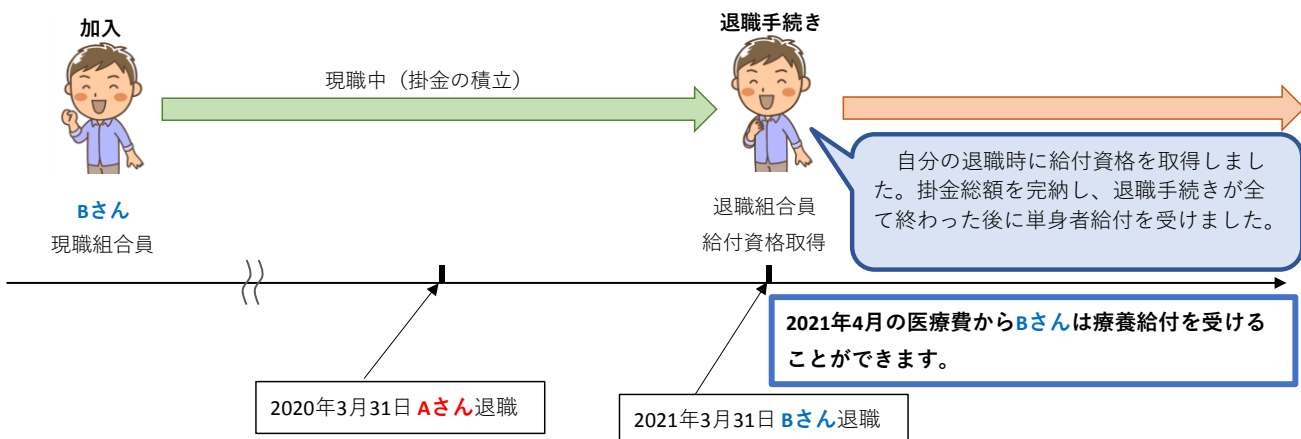 加入
退職手続き
現職中（掛金の積立）
自分の退職時に給付資格を取得しまし
た。掛金総額を完納し、退職手続きが全
て終わった後に単身者給付を受けました。
Bさん
現職組合員
退職組合員
給付資格取得
2021年4月の医療費からBさんは療養給付を受ける
ことができます。
2020年3月31日 Aさん退職
2021年3月31日 Bさん退職